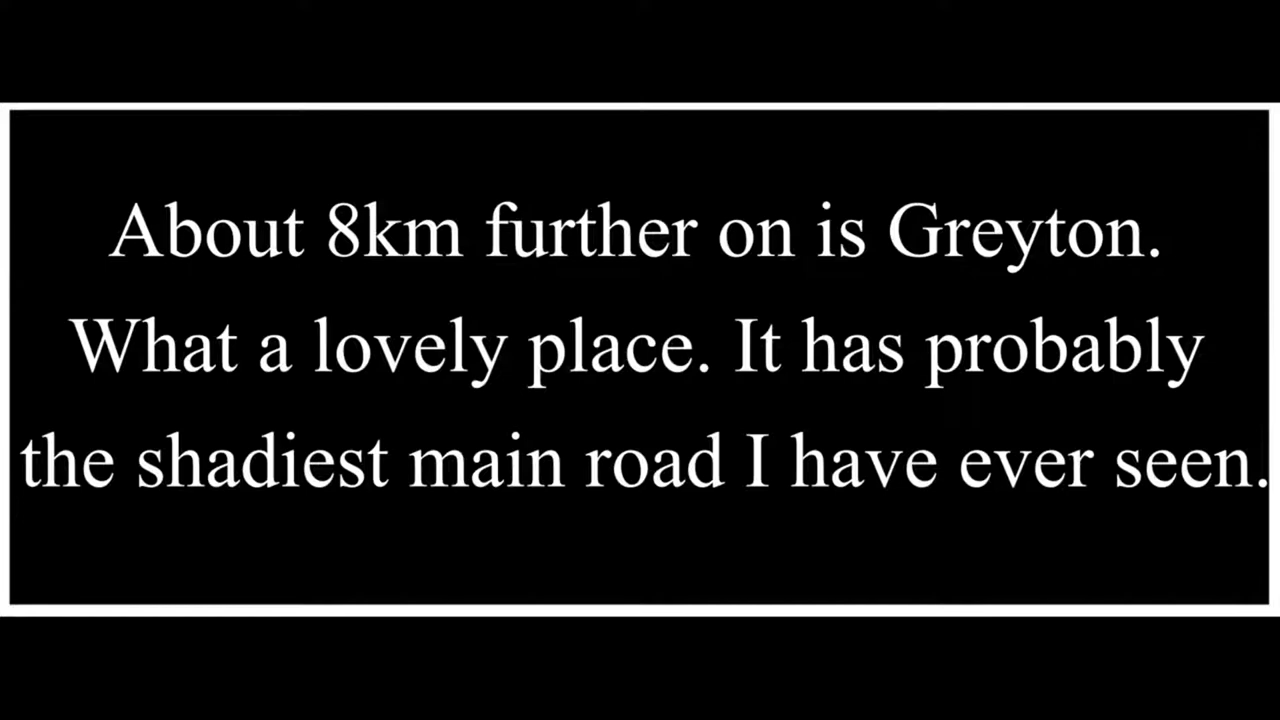 About 8km further on is Greyton.
What a lovely place. It has probably
the shadiest main road I have ever seen.